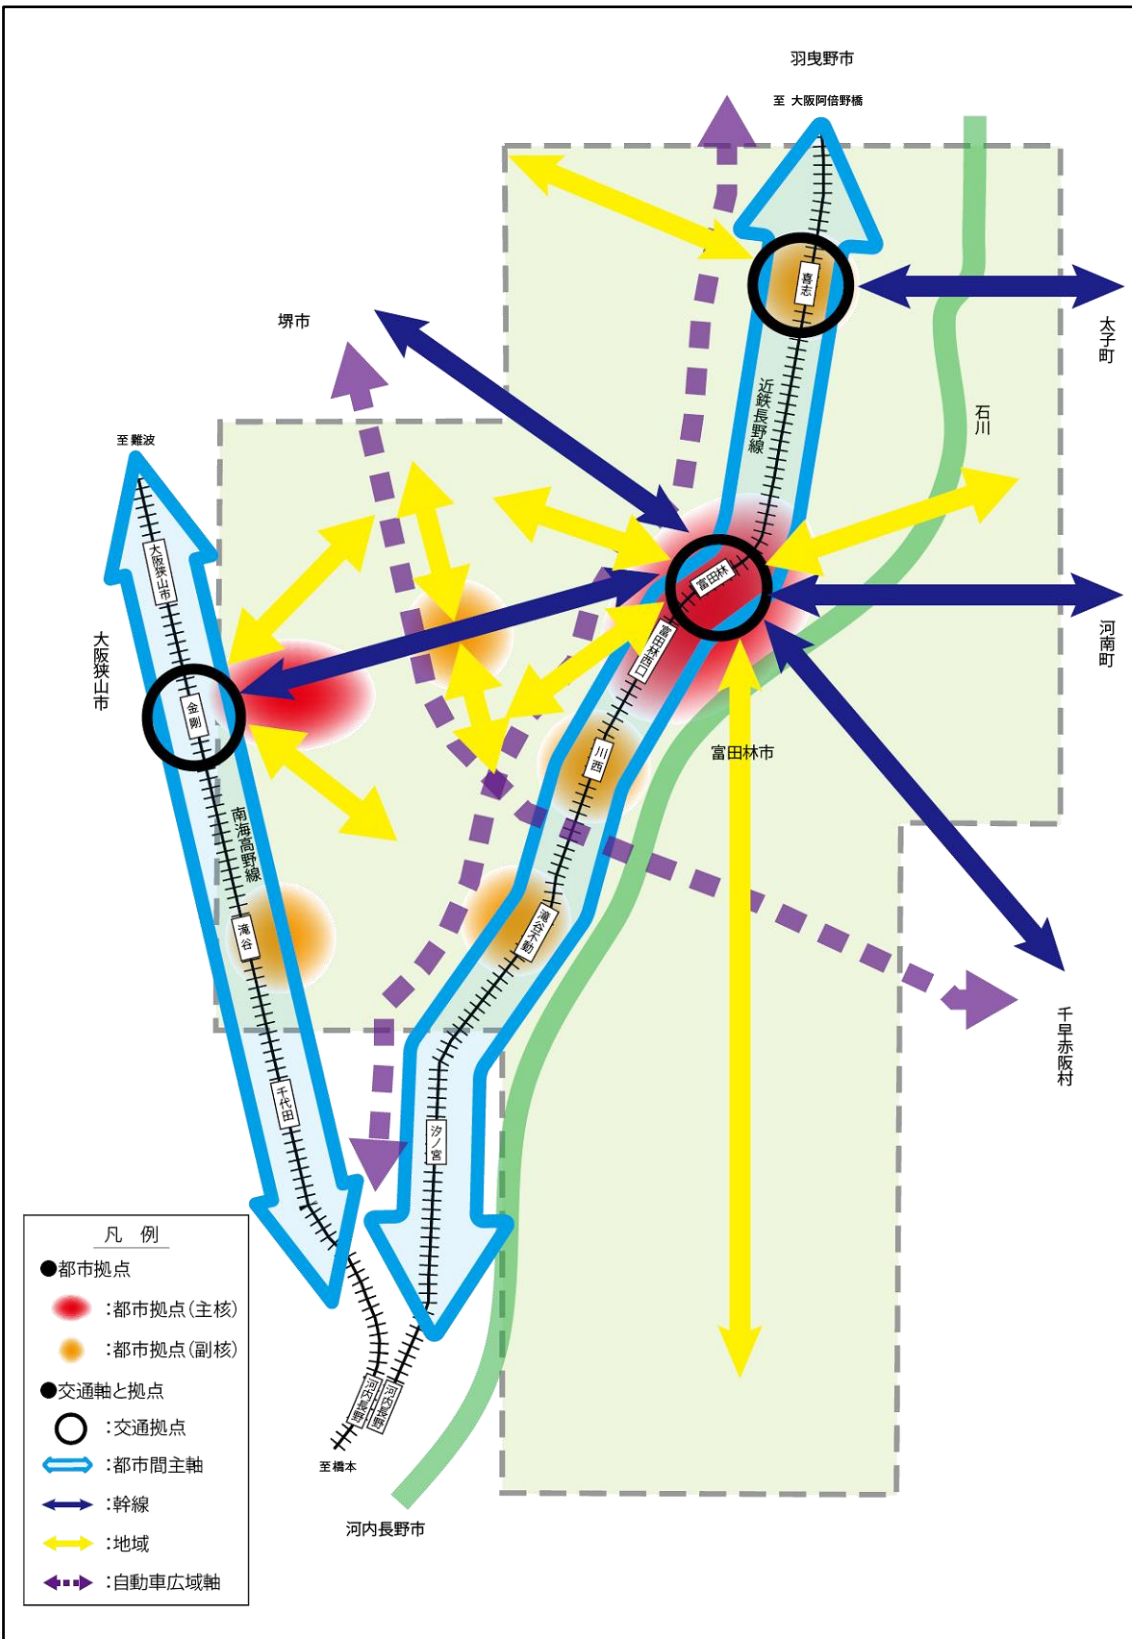 羽曳野市
至 大阪阿倍野橋
喜志
太子町
堺市
近鉄長野線
石川
至難波
大阪狭山市
富田林
富田林西口
大阪狭山市
河南町
金剛
川西
富田林市
南海高野線
滝谷
滝谷不動
千早赤阪村
千代田
汐ノ宮
河内長野
河内長野
至橋本
河内長野市
凡 例
●都市拠点
：都市拠点（主核）
：都市拠点（副核）
●交通軸と拠点
：交通拠点
：都市間主軸
：幹線
：地域
：自動車広域軸